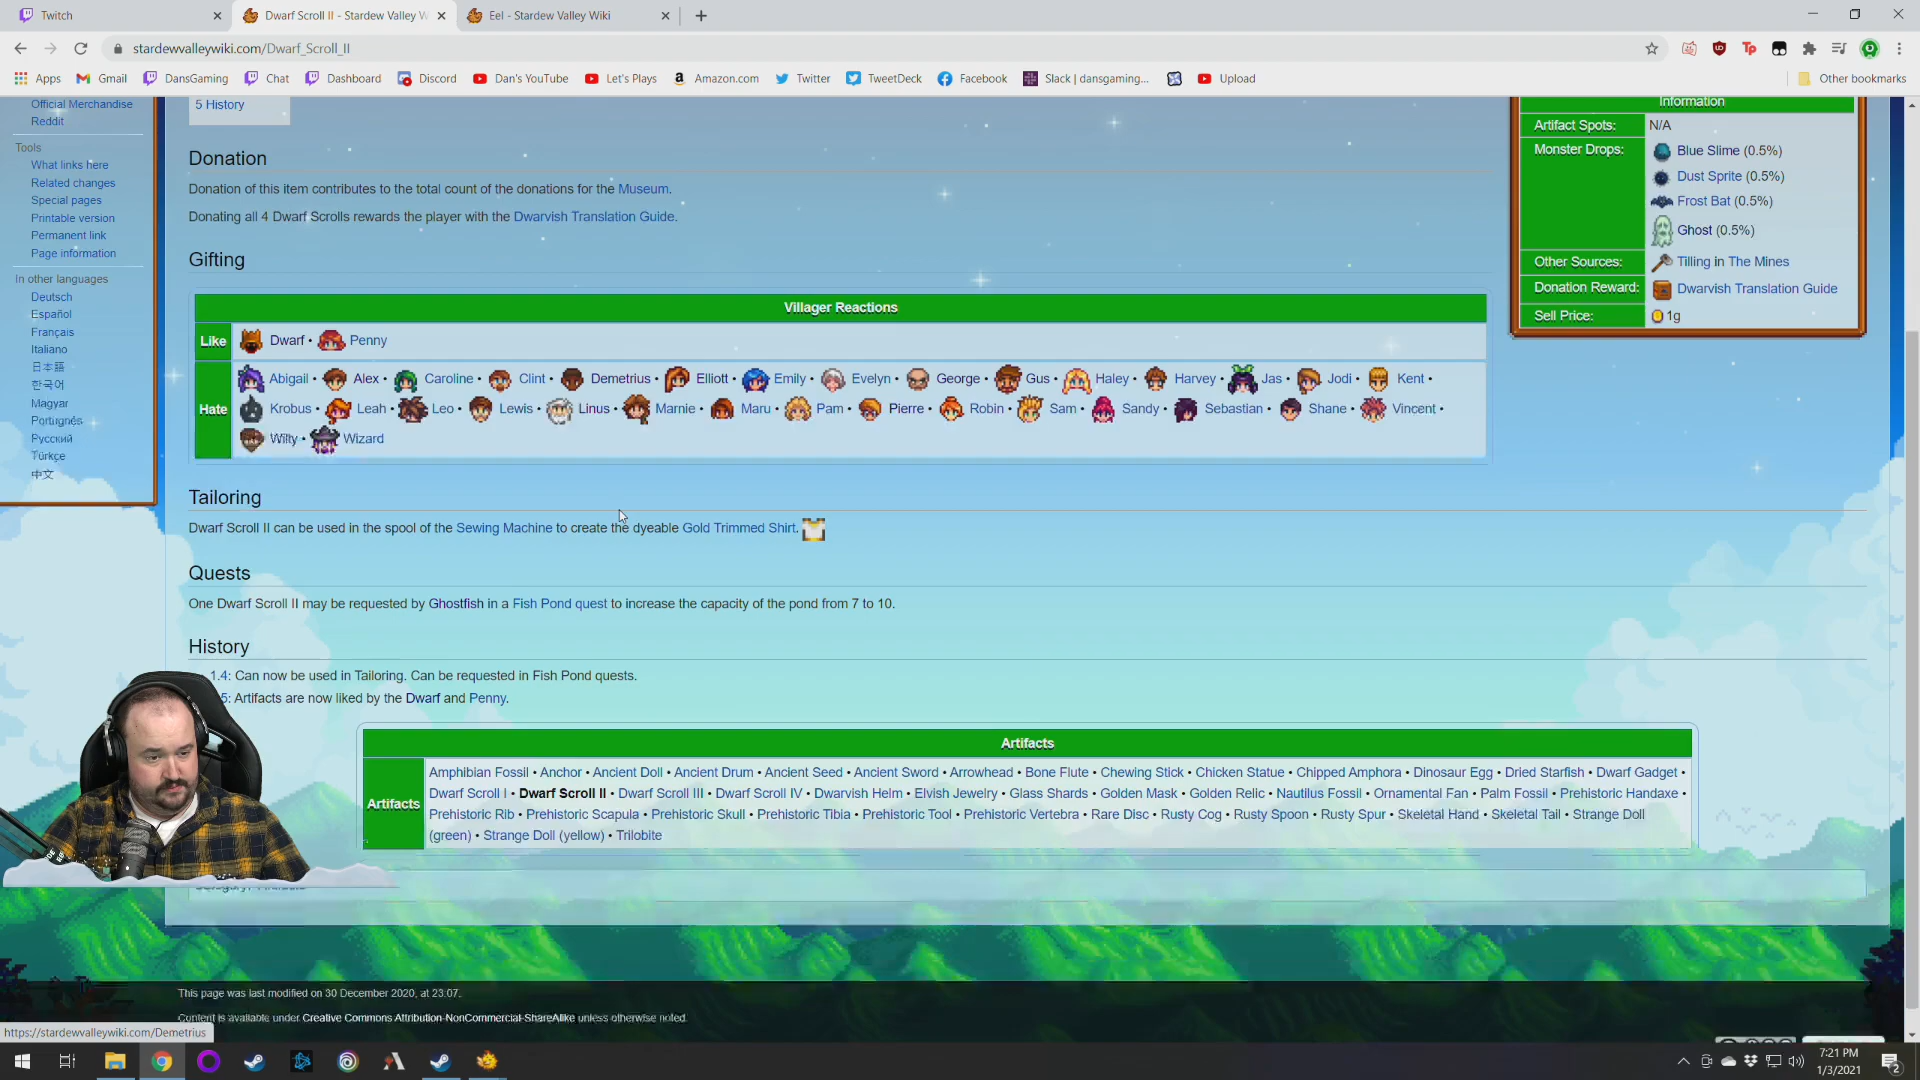 Twitch
Dwarf Scroll II - Stardew Valley W
Eel - Stardew Valley Wiki
stardewvalleywiki.com/Dwarf_Scroll_II
Apps Gmail DansGaming Chat Dashboard Discord Dan's YouTube Let's Plays Amazon.com Twitter TweetDeck Facebook Slack | dansgaming... Upload Other bookmarks
Official Merchandise
Reddit
Tools
What links here
Related changes
Special pages
Printable version
Permanent link
Page information
In other languages
Deutsch
Español
Français
Italiano
日本語
한국어
Magyar
Português
Русский
Türkçe
中文
5 History
Donation
Donation of this item contributes to the total count of the donations for the Museum.
Donating all 4 Dwarf Scrolls rewards the player with the Dwarvish Translation Guide.
Gifting
Villager Reactions
Like Dwarf • Penny
Hate
Abigail • Alex • Caroline • Clint • Demetrius • Elliott • Emily • Evelyn • George • Gus • Haley • Harvey • Jas • Jodi • Kent •
Krobus • Leah • Leo • Lewis • Linus • Marnie • Maru • Pam • Pierre • Robin • Sam • Sandy • Sebastian • Shane • Vincent •
Willy • Wizard
Information
Artifact Spots: N/A
Monster Drops: Blue Slime (0.5%)
Dust Sprite (0.5%)
Frost Bat (0.5%)
Ghost (0.5%)
Other Sources: Tilling in The Mines
Donation Reward: Dwarvish Translation Guide
Sell Price: 1g
Tailoring
Dwarf Scroll II can be used in the spool of the Sewing Machine to create the dyeable Gold Trimmed Shirt.
Quests
One Dwarf Scroll II may be requested by Ghostfish in a Fish Pond quest to increase the capacity of the pond from 7 to 10.
History
1.4: Can now be used in Tailoring. Can be requested in Fish Pond quests.
5: Artifacts are now liked by the Dwarf and Penny.
Artifacts
Artifacts
Amphibian Fossil • Anchor • Ancient Doll • Ancient Drum • Ancient Seed • Ancient Sword • Arrowhead • Bone Flute • Chewing Stick • Chicken Statue • Chipped Amphora • Dinosaur Egg • Dried Starfish • Dwarf Gadget •
Dwarf Scroll I • Dwarf Scroll II • Dwarf Scroll III • Dwarf Scroll IV • Dwarvish Helm • Elvish Jewelry • Glass Shards • Golden Mask • Golden Relic • Nautilus Fossil • Ornamental Fan • Palm Fossil • Prehistoric Handaxe •
Prehistoric Rib • Prehistoric Scapula • Prehistoric Skull • Prehistoric Tibia • Prehistoric Tool • Prehistoric Vertebra • Rare Disc • Rusty Cog • Rusty Spoon • Rusty Spur • Skeletal Hand • Skeletal Tail • Strange Doll
(green) • Strange Doll (yellow) • Trilobite
This page was last modified on 30 December 2020, at 23:07.
Content is available under Creative Commons Attribution-NonCommercial-ShareAlike unless otherwise noted.
https://stardewvalleywiki.com/Demetrius
7:21 PM
1/3/2021
2